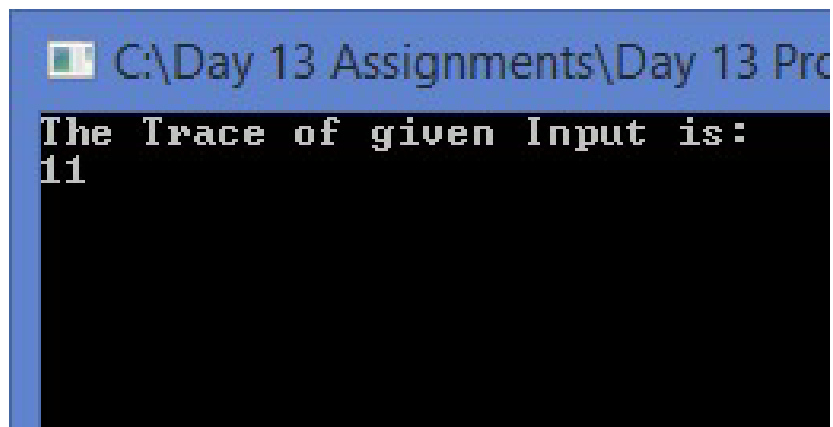 C:\Day 13 Assignments\Day 13 Pro
The Trace of given Input is:
11